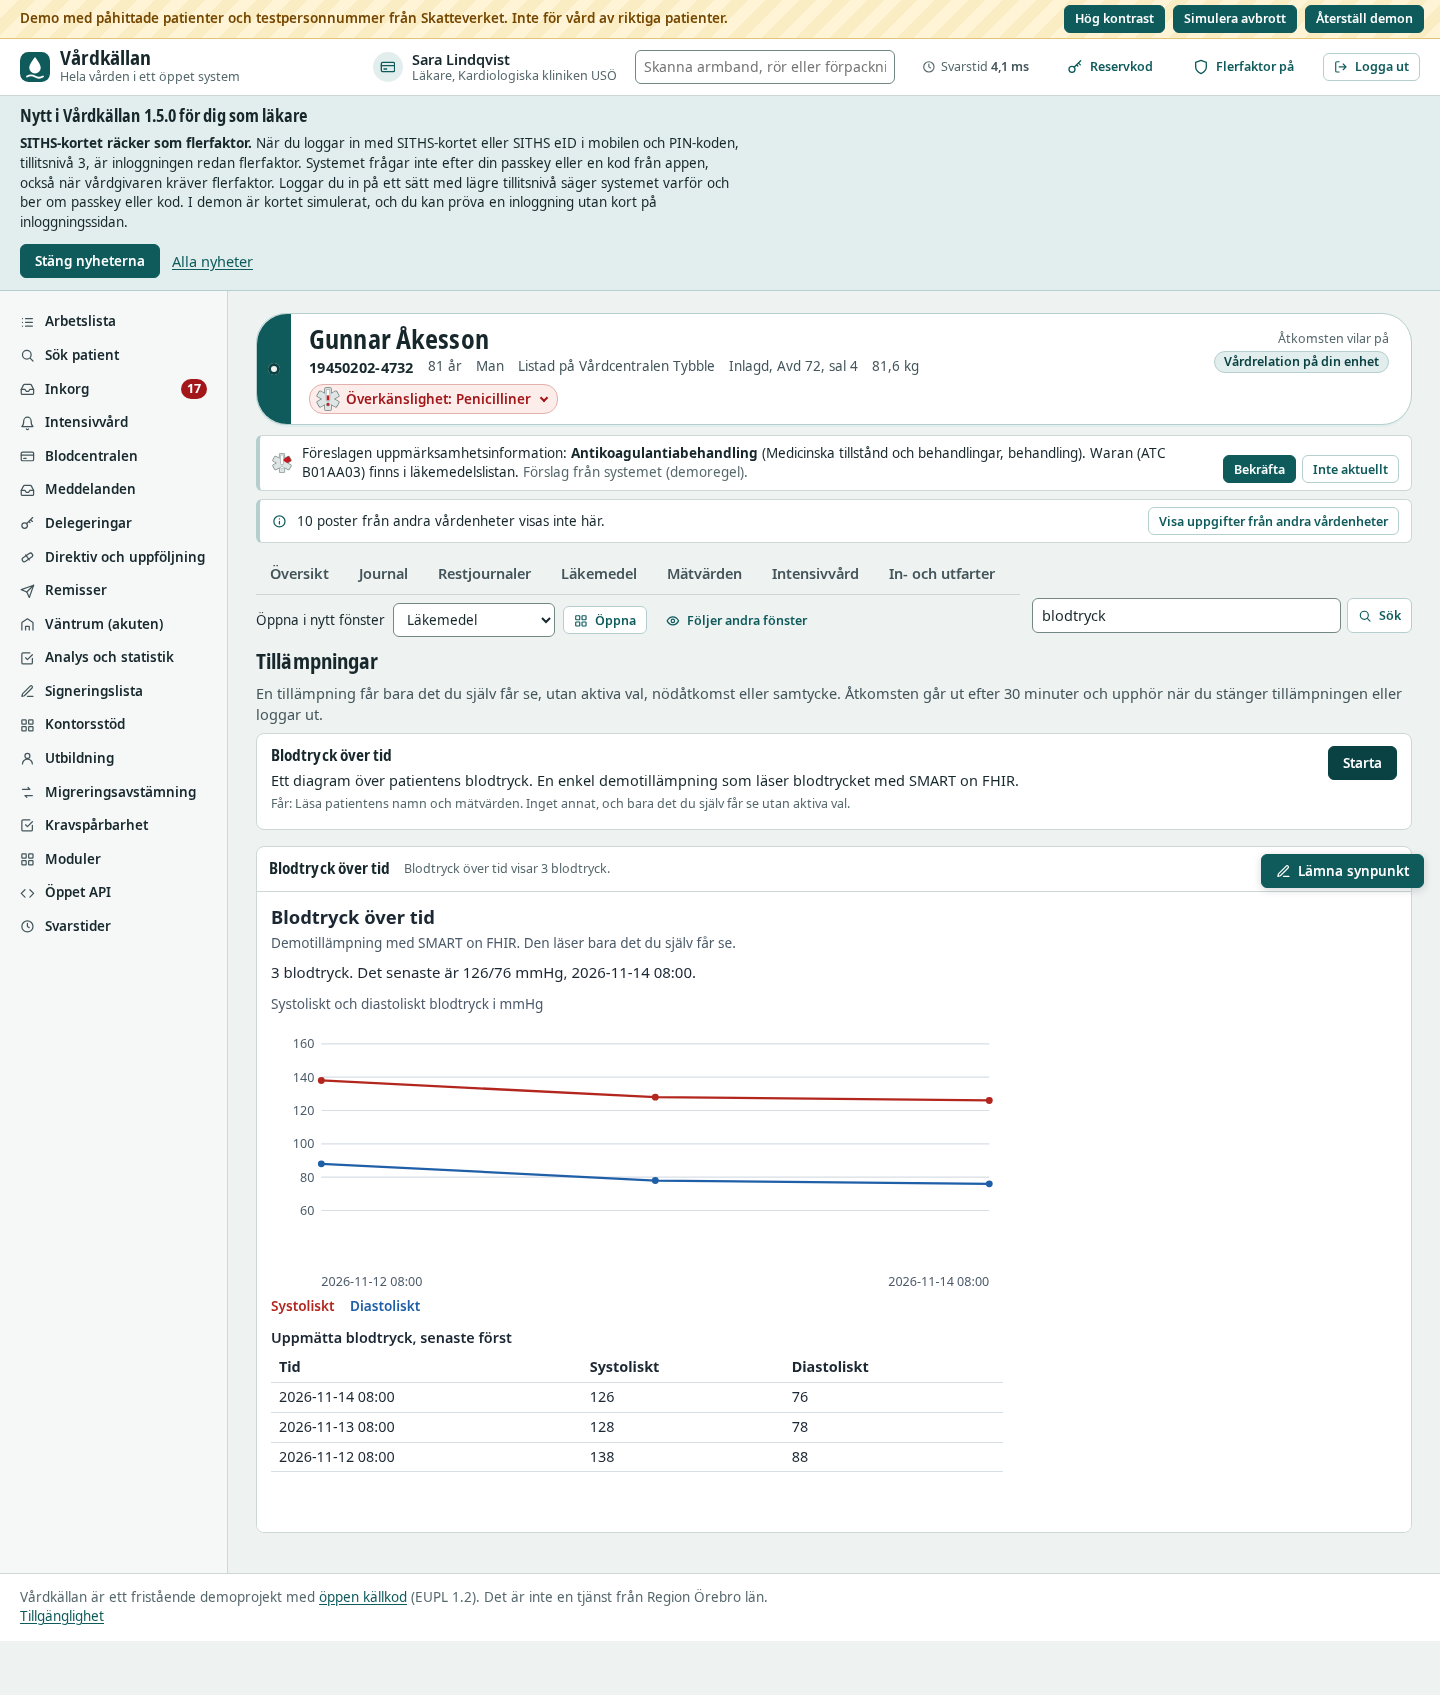 Demo med påhittade patienter och testpersonnummer från Skatteverket. Inte för vård av riktiga patienter.
Hög kontrast
Simulera avbrott
Återställ demon
Vårdkällan
Hela vården i ett öppet system
Sara Lindqvist
Läkare, Kardiologiska kliniken USÖ
Skanna armband, rör eller förpackni
Svarstid 4,1 ms
Reservkod
Flerfaktor på
Logga ut
Nytt i Vårdkällan 1.5.0 för dig som läkare
SITHS-kortet räcker som flerfaktor. När du loggar in med SITHS-kortet eller SITHS eID i mobilen och PIN-koden,
tillitsnivå 3, är inloggningen redan flerfaktor. Systemet frågar inte efter din passkey eller en kod från appen,
också när vårdgivaren kräver flerfaktor. Loggar du in på ett sätt med lägre tillitsnivå säger systemet varför och
ber om passkey eller kod. I demon är kortet simulerat, och du kan pröva en inloggning utan kort på
inloggningssidan.
Stäng nyheterna
Alla nyheter
Arbetslista
Sök patient
Inkorg
17
Intensivvård
Blodcentralen
Meddelanden
Delegeringar
Direktiv och uppföljning
Remisser
Väntrum (akuten)
Analys och statistik
Signeringslista
Kontorsstöd
Utbildning
Migreringsavstämning
Kravspårbarhet
Moduler
Öppet API
Svarstider
Gunnar Åkesson
19450202-4732 81 år Man Listad på Vårdcentralen Tybble Inlagd, Avd 72, sal 4 81,6 kg
Överkänslighet: Penicilliner
Åtkomsten vilar på
Vårdrelation på din enhet
Föreslagen uppmärksamhetsinformation: Antikoagulantiabehandling (Medicinska tillstånd och behandlingar, behandling). Waran (ATC
B01AA03) finns i läkemedelslistan. Förslag från systemet (demoregel).
Bekräfta
Inte aktuellt
10 poster från andra vårdenheter visas inte här.
Visa uppgifter från andra vårdenheter
Översikt
Journal
Restjournaler
Läkemedel
Mätvärden
Intensivvård
In- och utfarter
Öppna i nytt fönster
Läkemedel
Öppna
Följer andra fönster
blodtryck
Sök
Tillämpningar
En tillämpning får bara det du själv får se, utan aktiva val, nödåtkomst eller samtycke. Åtkomsten går ut efter 30 minuter och upphör när du stänger tillämpningen eller
loggar ut.
Blodtryck över tid
Ett diagram över patientens blodtryck. En enkel demotillämpning som läser blodtrycket med SMART on FHIR.
Får: Läsa patientens namn och mätvärden. Inget annat, och bara det du själv får se utan aktiva val.
Starta
Blodtryck över tid
Blodtryck över tid visar 3 blodtryck.
Lämna synpunkt
Blodtryck över tid
Demotillämpning med SMART on FHIR. Den läser bara det du själv får se.
3 blodtryck. Det senaste är 126/76 mmHg, 2026-11-14 08:00.
Systoliskt och diastoliskt blodtryck i mmHg
160
140
120
100
80
60
2026-11-12 08:00
2026-11-14 08:00
Systoliskt
Diastoliskt
Uppmätta blodtryck, senaste först
Tid Systoliskt Diastoliskt
2026-11-14 08:00 126 76
2026-11-13 08:00 128 78
2026-11-12 08:00 138 88
Vårdkällan är ett fristående demoprojekt med öppen källkod (EUPL 1.2). Det är inte en tjänst från Region Örebro län.
Tillgänglighet